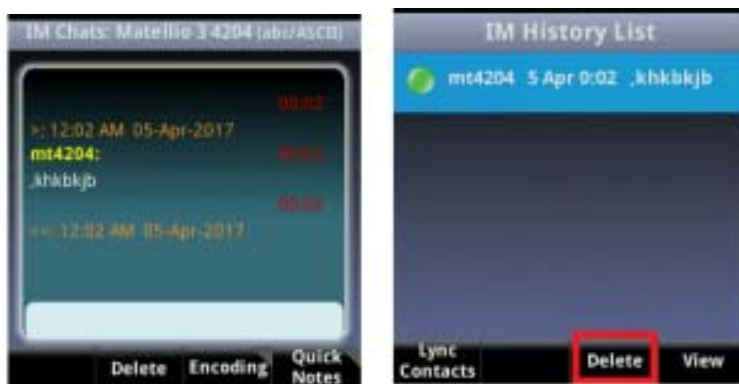 IM Chats: Matellio 3 4204 (abc/ASCII)
00:02
>: 12:02 AM 05-Apr-2017
mt4204:
00:02
,khkbkjb
00:02
<<: 12:02 AM 05-Apr-2017
Delete Encoding Quick Notes
IM History List
mt4204 5 Apr 0:02 ,khkbkjb
Lync Contacts Delete View